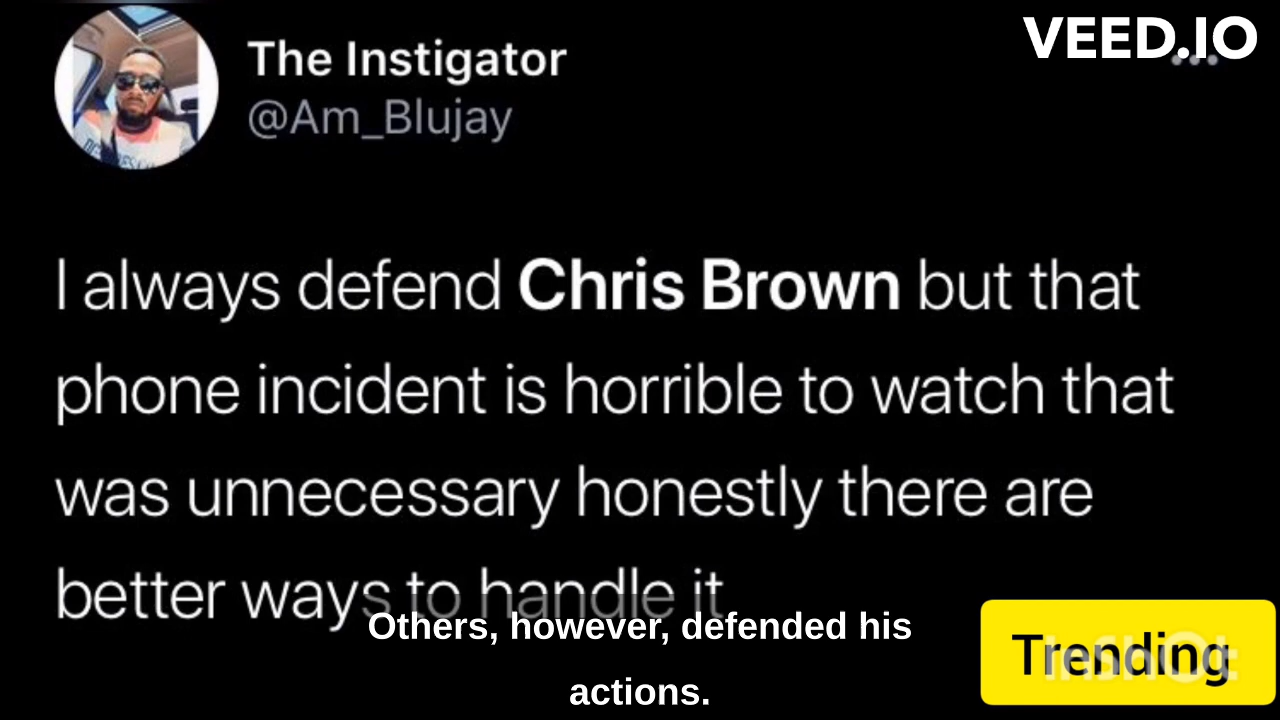 The Instigator
@Am_Blujay
VEED.IO
I always defend Chris Brown but that
phone incident is horrible to watch that
was unnecessary honestly there are
better ways to handle it
Others, however, defended his
actions.
Trending
InShOt